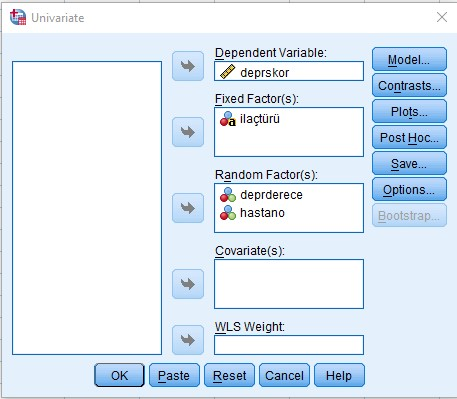 Univariate
Dependent Variable:
deprskor
Fixed Factor(s):
ilaçtürü
Random Factor(s):
deprderece
hastano
Covariate(s):
WLS Weight:
Model...
Contrasts...
Plots...
Post Hoc...
Save...
Options...
Bootstrap...
OK Paste Reset Cancel Help